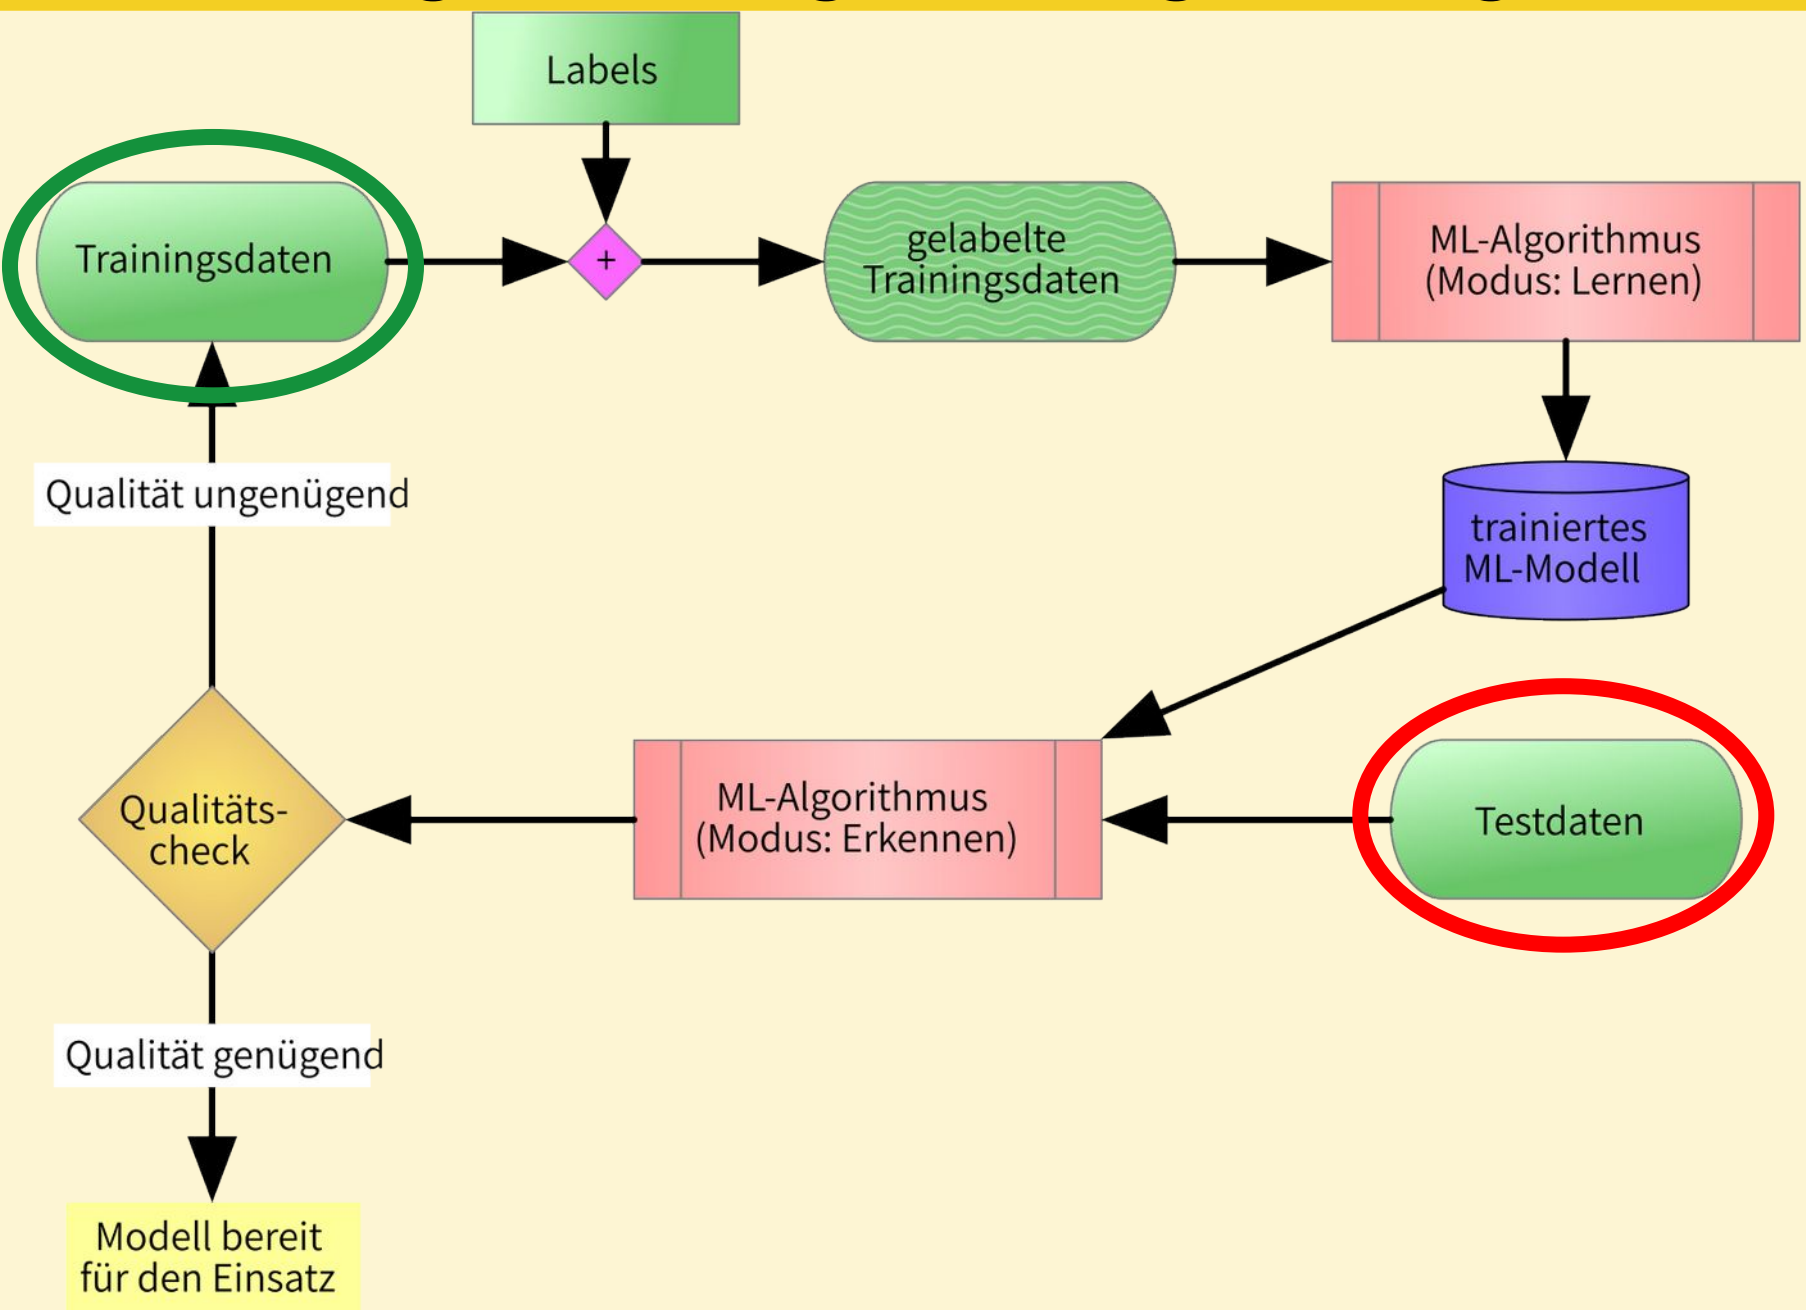 Labels
Trainingsdaten
+
gelabelte
Trainingsdaten
ML-Algorithmus
(Modus: Lernen)
Qualität ungenügend
trainiertes
ML-Modell
Qualitäts-
check
ML-Algorithmus
(Modus: Erkennen)
Testdaten
Qualität genügend
Modell bereit
für den Einsatz